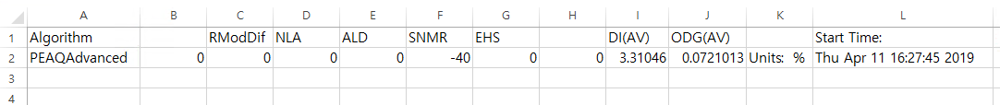 A B C D E F G H I J K L
1 Algorithm RModDif NLA ALD SNMR EHS DI(AV) ODG(AV) Start Time:
2 PEAQAdvanced 0 0 0 0 -40 0 0 3.31046 0.0721013 Units: % Thu Apr 11 16:27:45 2019
3
4